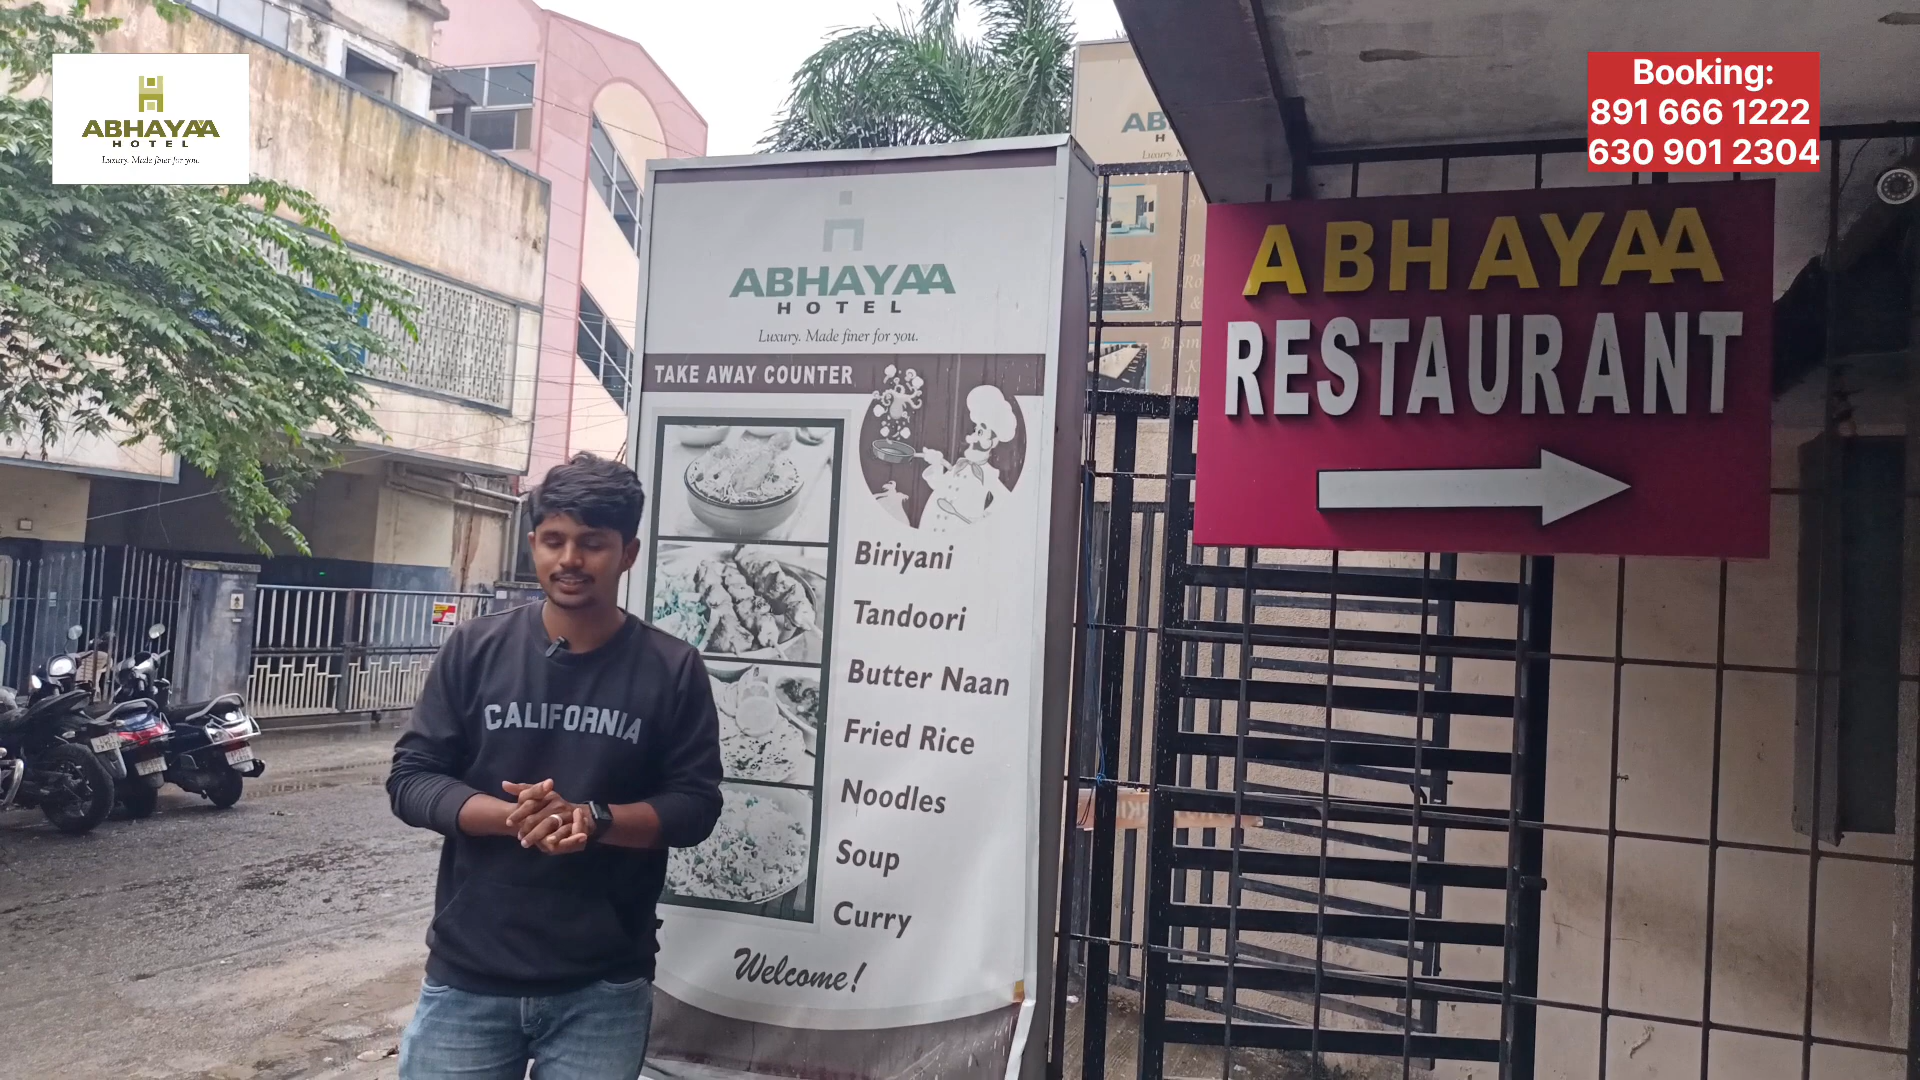 ABHAYAA
HOTEL
Luxury. Made finer for you.
Booking:
891 666 1222
630 901 2304
ABHAYAA
HOTEL
Luxury. Made finer for you.
TAKE AWAY COUNTER
Biriyani
Tandoori
Butter Naan
Fried Rice
Noodles
Soup
Curry
Welcome!
AB
H
ABHAYAA
RESTAURANT
CALIFORNIA